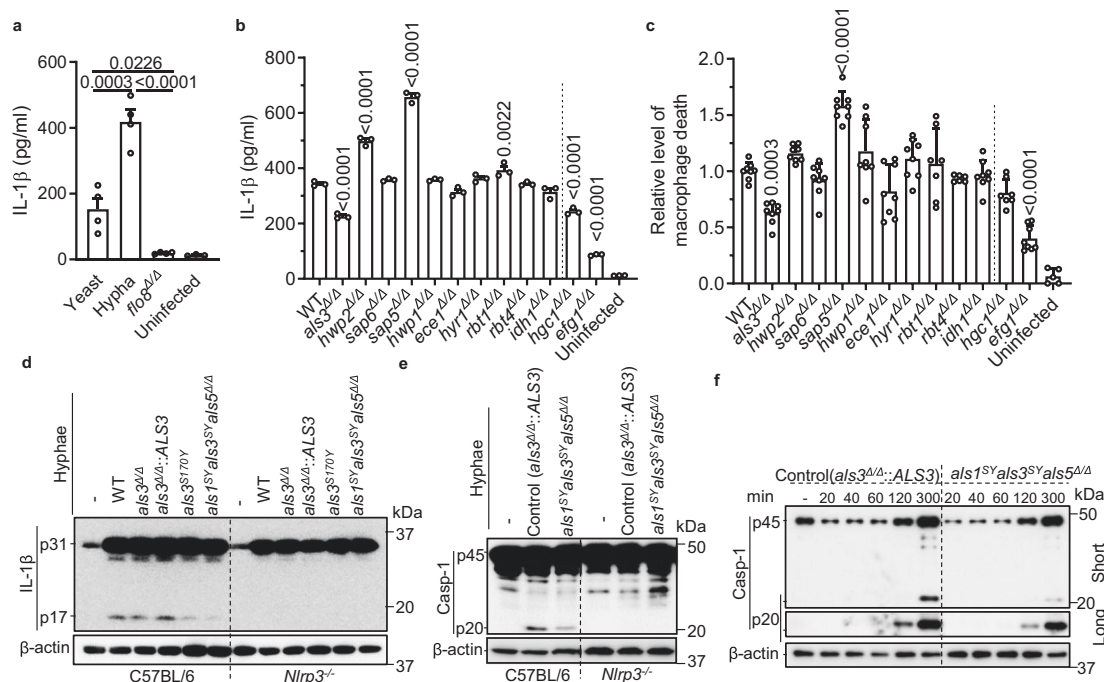 a
IL-1β (pg/ml)
600
400
200
0
0.0226
0.0003 <0.0001
Yeast
Hypha
flo8Δ/Δ
Uninfected
b
IL-1β (pg/ml)
800
600
400
200
0
<0.0001
<0.0001
<0.0001
0.0022
<0.0001
<0.0001
WT
als3Δ/Δ
hwp2Δ/Δ
sap6Δ/Δ
sap5Δ/Δ
hwp1Δ/Δ
ece1Δ/Δ
hyr1Δ/Δ
rbt1Δ/Δ
rbt4Δ/Δ
idh1Δ/Δ
hgc1Δ/Δ
efg1Δ/Δ
Uninfected
c
Relative level of
macrophage death
2.0
1.5
1.0
0.5
0.0
0.0003
<0.0001
<0.0001
WT
als3Δ/Δ
hwp2Δ/Δ
sap6Δ/Δ
sap5Δ/Δ
hwp1Δ/Δ
ece1Δ/Δ
hyr1Δ/Δ
rbt1Δ/Δ
rbt4Δ/Δ
idh1Δ/Δ
hgc1Δ/Δ
efg1Δ/Δ
Uninfected
d
Hyphae
-
WT
als3Δ/Δ
als3Δ/Δ::ALS3
als3S170Y
als1SYals3SYals5Δ/Δ
-
WT
als3Δ/Δ
als3Δ/Δ::ALS3
als3S170Y
als1SYals3SYals5Δ/Δ
kDa
IL-1β
p31
p17
37
20
β-actin
37
C57BL/6 Nlrp3-/-
e
Hyphae
-
Control (als3Δ/Δ::ALS3)
als1SYals3SYals5Δ/Δ
-
Control (als3Δ/Δ::ALS3)
als1SYals3SYals5Δ/Δ
kDa
Casp-1
p45
p20
50
20
37
C57BL/6 Nlrp3-/-
f
Control(als3Δ/Δ::ALS3) als1SYals3SYals5Δ/Δ
min - 20 40 60 120 300 20 40 60 120 300 kDa
Casp-1
p45
p20
50
20
Short
Long
β-actin
37